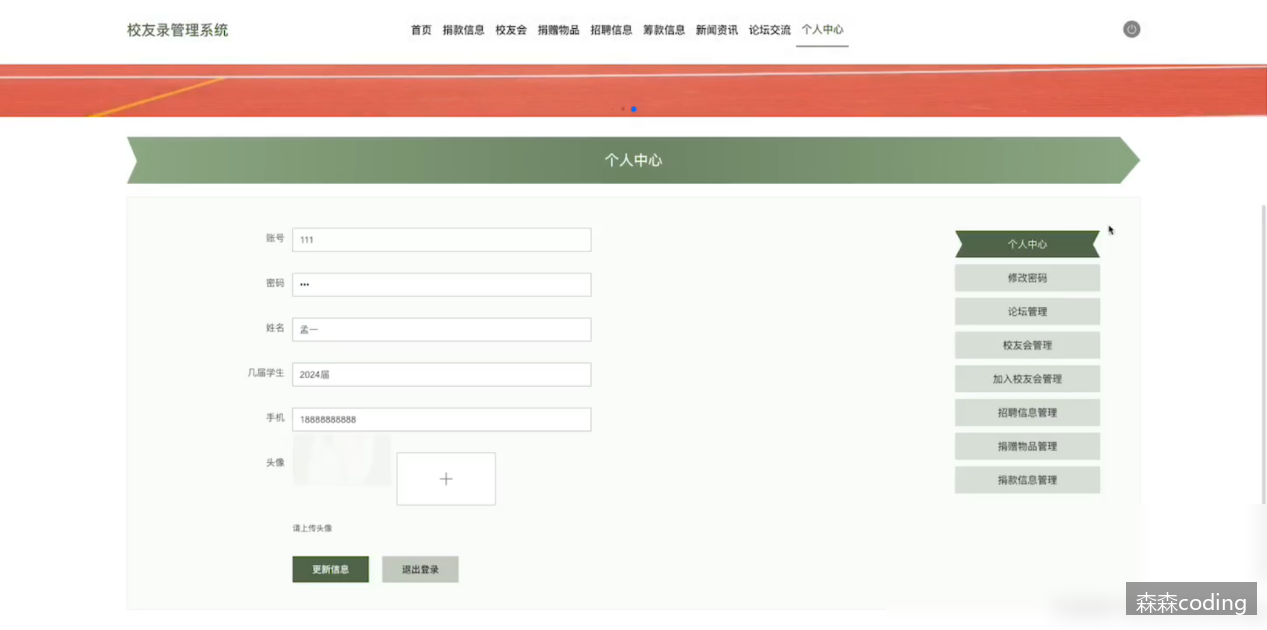 校友录管理系统
首页 捐款信息 校友会 捐赠物品 招聘信息 筹款信息 新闻资讯 论坛交流 个人中心
个人中心
账号 111
密码 •••
姓名 孟一
几届学生 2024届
手机 18888888888
头像
+
请上传头像
更新信息 退出登录
个人中心
修改密码
论坛管理
校友会管理
加入校友会管理
招聘信息管理
捐赠物品管理
捐款信息管理
森森coding